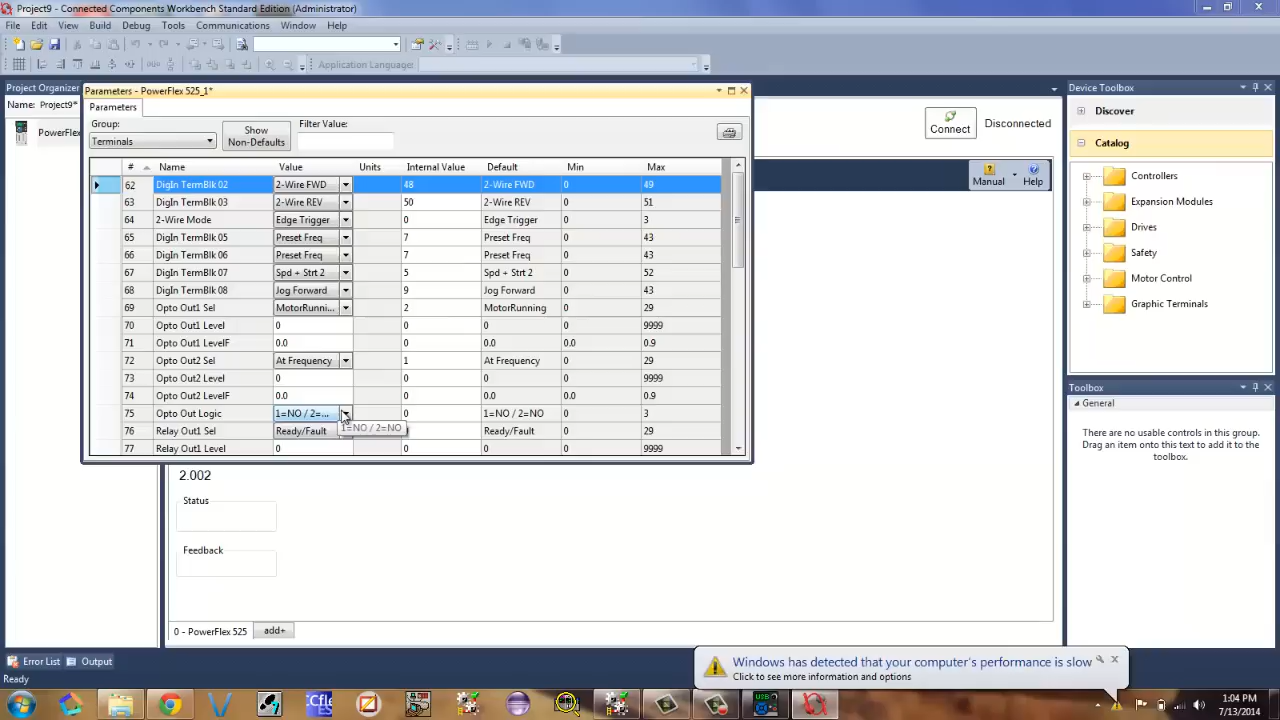 Project9 - Connected Components Workbench Standard Edition (Administrator)
File Edit View Build Debug Tools Communications Window Help
Application Language:
Project Organizer
Name: Project9*
PowerFlex
Parameters - PowerFlex 525_1*
Parameters
Group:
Terminals
Show Non-Defaults
Filter Value:
# Name Value Units Internal Value Default Min Max
62 DigIn TermBlk 02 2-Wire FWD 48 2-Wire FWD 0 49
63 DigIn TermBlk 03 2-Wire REV 50 2-Wire REV 0 51
64 2-Wire Mode Edge Trigger 0 Edge Trigger 0 3
65 DigIn TermBlk 05 Preset Freq 7 Preset Freq 0 43
66 DigIn TermBlk 06 Preset Freq 7 Preset Freq 0 43
67 DigIn TermBlk 07 Spd + Strt 2 5 Spd + Strt 2 0 52
68 DigIn TermBlk 08 Jog Forward 9 Jog Forward 0 43
69 Opto Out1 Sel MotorRunni... 2 MotorRunning 0 29
70 Opto Out1 Level 0 0 0 0 9999
71 Opto Out1 LevelF 0.0 0 0.0 0.0 0.9
72 Opto Out2 Sel At Frequency 1 At Frequency 0 29
73 Opto Out2 Level 0 0 0 0 9999
74 Opto Out2 LevelF 0.0 0 0.0 0.0 0.9
75 Opto Out Logic 1=NO / 2=... 0 1=NO / 2=NO 0 3
76 Relay Out1 Sel Ready/Fault Ready/Fault 0 29
1=NO / 2=NO
77 Relay Out1 Level 0 0 0 0 9999
Connect
Disconnected
Manual
Help
2.002
Status
Feedback
0 - PowerFlex 525
add+
Device Toolbox
Discover
Catalog
Controllers
Expansion Modules
Drives
Safety
Motor Control
Graphic Terminals
Toolbox
General
There are no usable controls in this group.
Drag an item onto this text to add it to the
toolbox.
Error List
Output
Ready
Windows has detected that your computer's performance is slow
Click to see more information and options
1:04 PM
7/13/2014